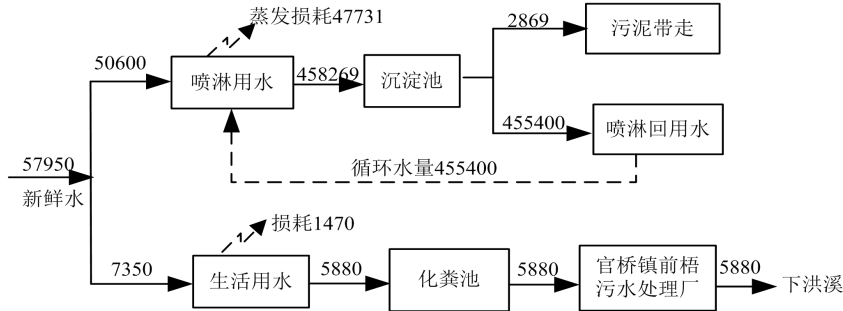 蒸发损耗47731
2869
污泥带走
50600
喷淋用水
458269
沉淀池
455400
喷淋回用水
循环水量455400
57950
新鲜水
损耗1470
7350
生活用水
5880
化粪池
5880
官桥镇前梧
污水处理厂
5880
下洪溪